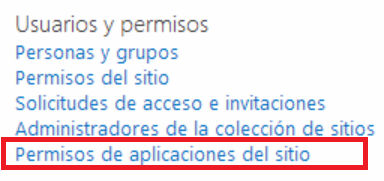 Usuarios y permisos
Personas y grupos
Permisos del sitio
Solicitudes de acceso e invitaciones
Administradores de la colección de sitios
Permisos de aplicaciones del sitio